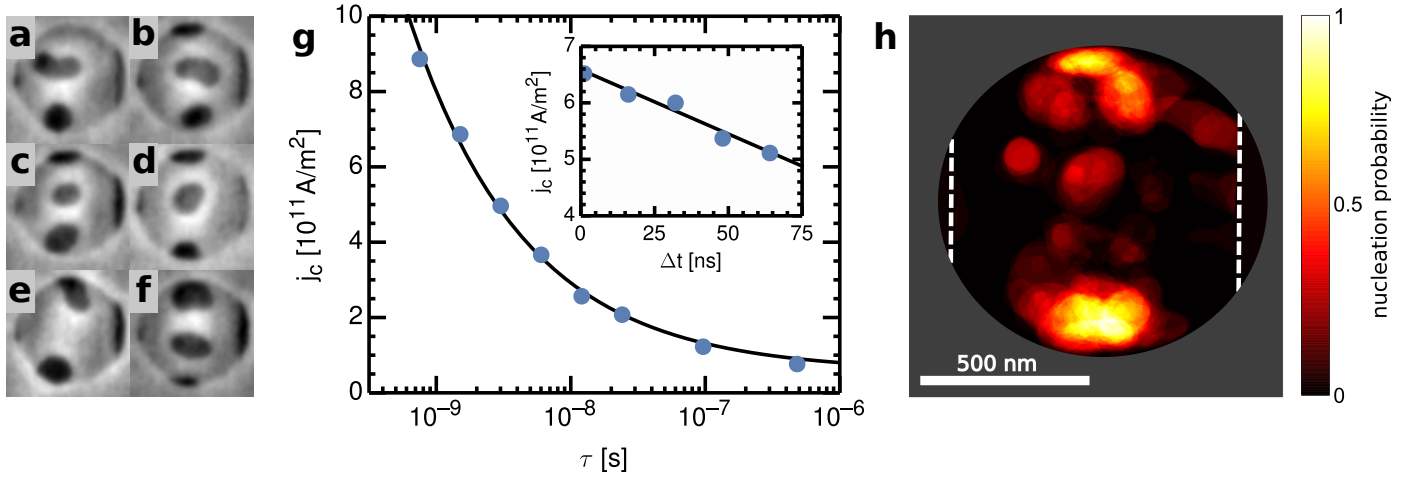 a
b
c
d
e
f
g
10
8
6
4
2
0
j_c [10^11 A/m^2]
10^−9
10^−8
10^−7
10^−6
τ [s]
7
6
5
4
j_c [10^11 A/m^2]
0
25
50
75
Δt [ns]
h
500 nm
1
0.5
0
nucleation probability